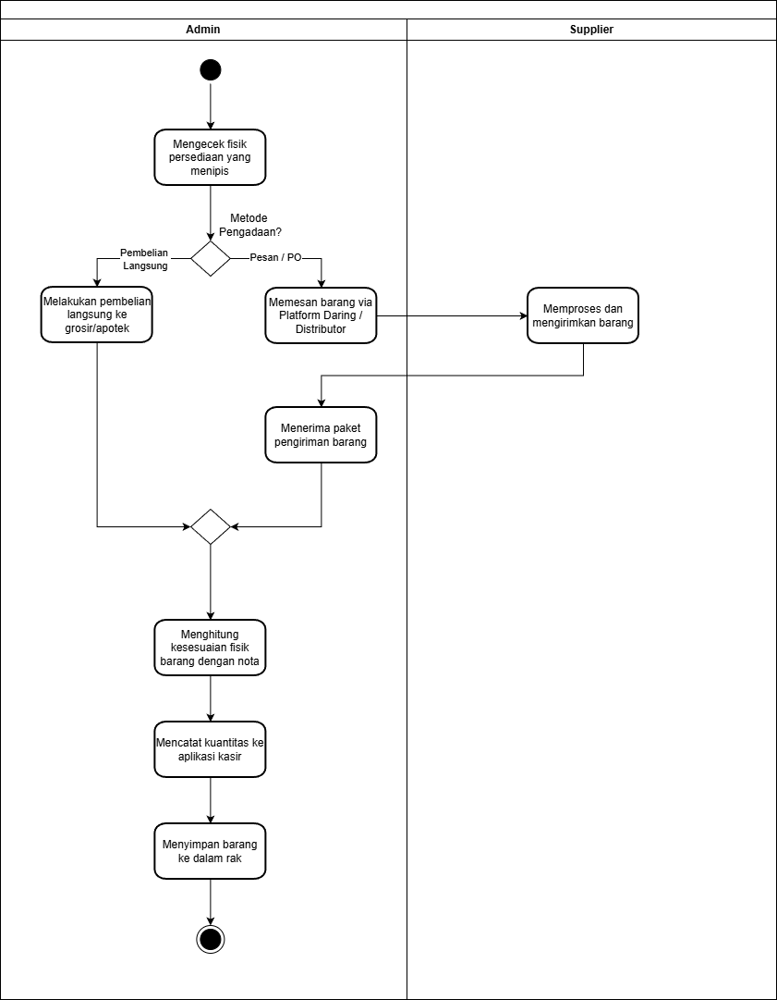 Admin
Supplier
Mengecek fisik
persediaan yang
menipis
Metode
Pengadaan?
Pembelian
Langsung
Pesan / PO
Melakukan pembelian
langsung ke
grosir/apotek
Memesan barang via
Platform Daring /
Distributor
Memproses dan
mengirimkan barang
Menerima paket
pengiriman barang
Menghitung
kesesuaian fisik
barang dengan nota
Mencatat kuantitas ke
aplikasi kasir
Menyimpan barang
ke dalam rak